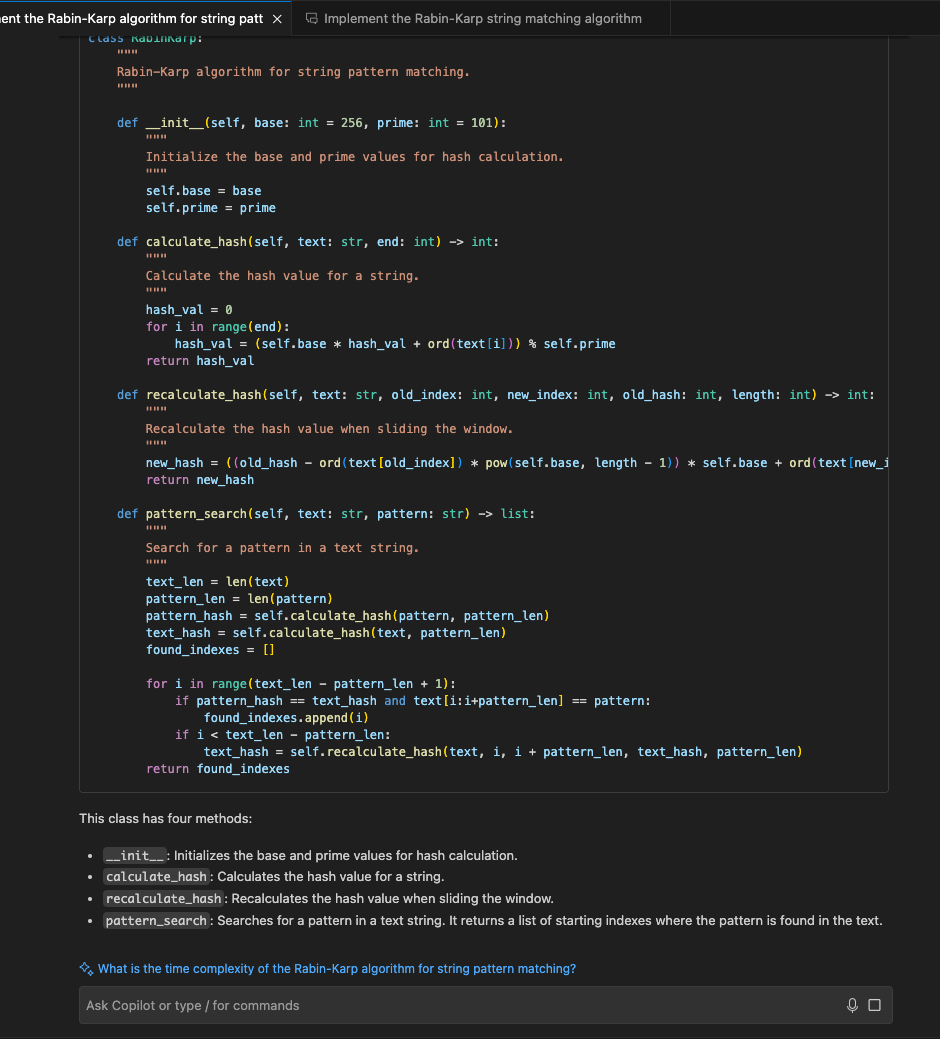 ent the Rabin-Karp algorithm for string patt
Implement the Rabin-Karp string matching algorithm
class RabinKarp:
    """
    Rabin-Karp algorithm for string pattern matching.
    """
    def __init__(self, base: int = 256, prime: int = 101):
        """
        Initialize the base and prime values for hash calculation.
        """
        self.base = base
        self.prime = prime
    def calculate_hash(self, text: str, end: int) -> int:
        """
        Calculate the hash value for a string.
        """
        hash_val = 0
        for i in range(end):
            hash_val = (self.base * hash_val + ord(text[i])) % self.prime
        return hash_val
    def recalculate_hash(self, text: str, old_index: int, new_index: int, old_hash: int, length: int) -> int:
        """
        Recalculate the hash value when sliding the window.
        """
        new_hash = ((old_hash - ord(text[old_index]) * pow(self.base, length - 1)) * self.base + ord(text[new_i
        return new_hash
    def pattern_search(self, text: str, pattern: str) -> list:
        """
        Search for a pattern in a text string.
        """
        text_len = len(text)
        pattern_len = len(pattern)
        pattern_hash = self.calculate_hash(pattern, pattern_len)
        text_hash = self.calculate_hash(text, pattern_len)
        found_indexes = []
        for i in range(text_len - pattern_len + 1):
            if pattern_hash == text_hash and text[i:i+pattern_len] == pattern:
                found_indexes.append(i)
            if i < text_len - pattern_len:
                text_hash = self.recalculate_hash(text, i, i + pattern_len, text_hash, pattern_len)
        return found_indexes
This class has four methods:
• __init__: Initializes the base and prime values for hash calculation.
• calculate_hash: Calculates the hash value for a string.
• recalculate_hash: Recalculates the hash value when sliding the window.
• pattern_search: Searches for a pattern in a text string. It returns a list of starting indexes where the pattern is found in the text.
What is the time complexity of the Rabin-Karp algorithm for string pattern matching?
Ask Copilot or type / for commands